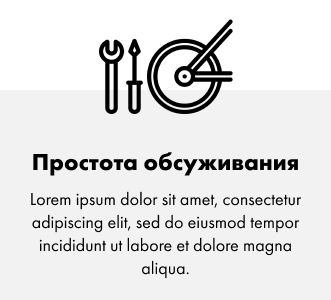 Простота обсуживания
Lorem ipsum dolor sit amet, consectetur
adipiscing elit, sed do eiusmod tempor
incididunt ut labore et dolore magna
aliqua.